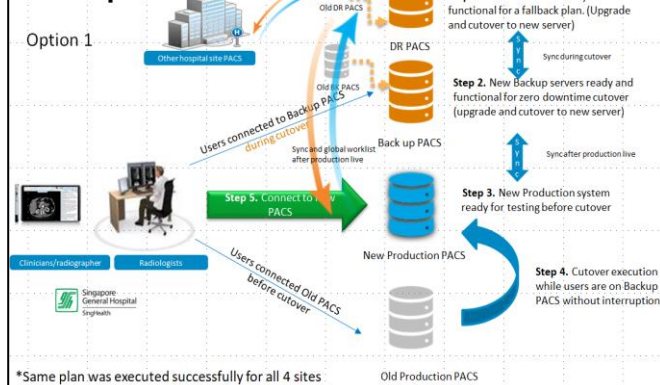 functional for a fallback plan. (Upgrade
and cutover to new server)
Old DR PACS
DR PACS
Option 1
Other hospital site PACS
H
Sync
Sync during cutover
Old BK PACS
Step 2. New Backup servers ready and
functional for zero downtime cutover
(upgrade and cutover to new server)
Users connected to Backup PACS
during cutover
Back up PACS
Sync and global worklist
after production live
Sync
Sync after production live
Step 3. New Production system
ready for testing before cutover
Step 5. Connect to new
PACS
New Production PACS
Clinicians/radiographer
Radiologists
Users connected Old PACS
before cutover
Step 4. Cutover execution
while users are on Backup
PACS without interruption
Singapore
General Hospital
SingHealth
*Same plan was executed successfully for all 4 sites
Old Production PACS